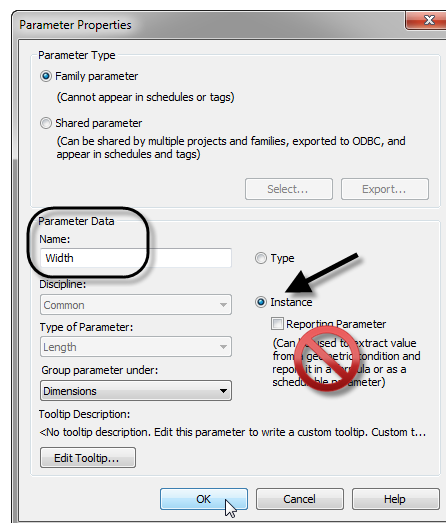 Parameter Properties
Parameter Type
Family parameter
(Cannot appear in schedules or tags)
Shared parameter
(Can be shared by multiple projects and families, exported to ODBC, and
appear in schedules and tags)
Select...
Export...
Parameter Data
Name:
Width
Type
Discipline:
Common
Instance
Type of Parameter:
Reporting Parameter
Length
(Can be used to extract value
from a geometric condition and
report it in a formula or as a
schedulable parameter)
Group parameter under:
Dimensions
Tooltip Description:
<No tooltip description. Edit this parameter to write a custom tooltip. Custom t...
Edit Tooltip...
OK
Cancel
Help